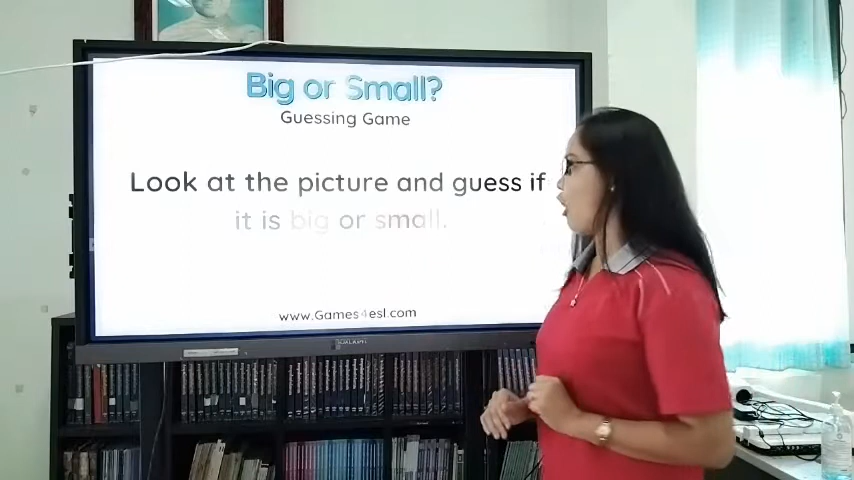 Big or Small?
Guessing Game
Look at the picture and guess if
it is big or small.
www.Games4esl.com